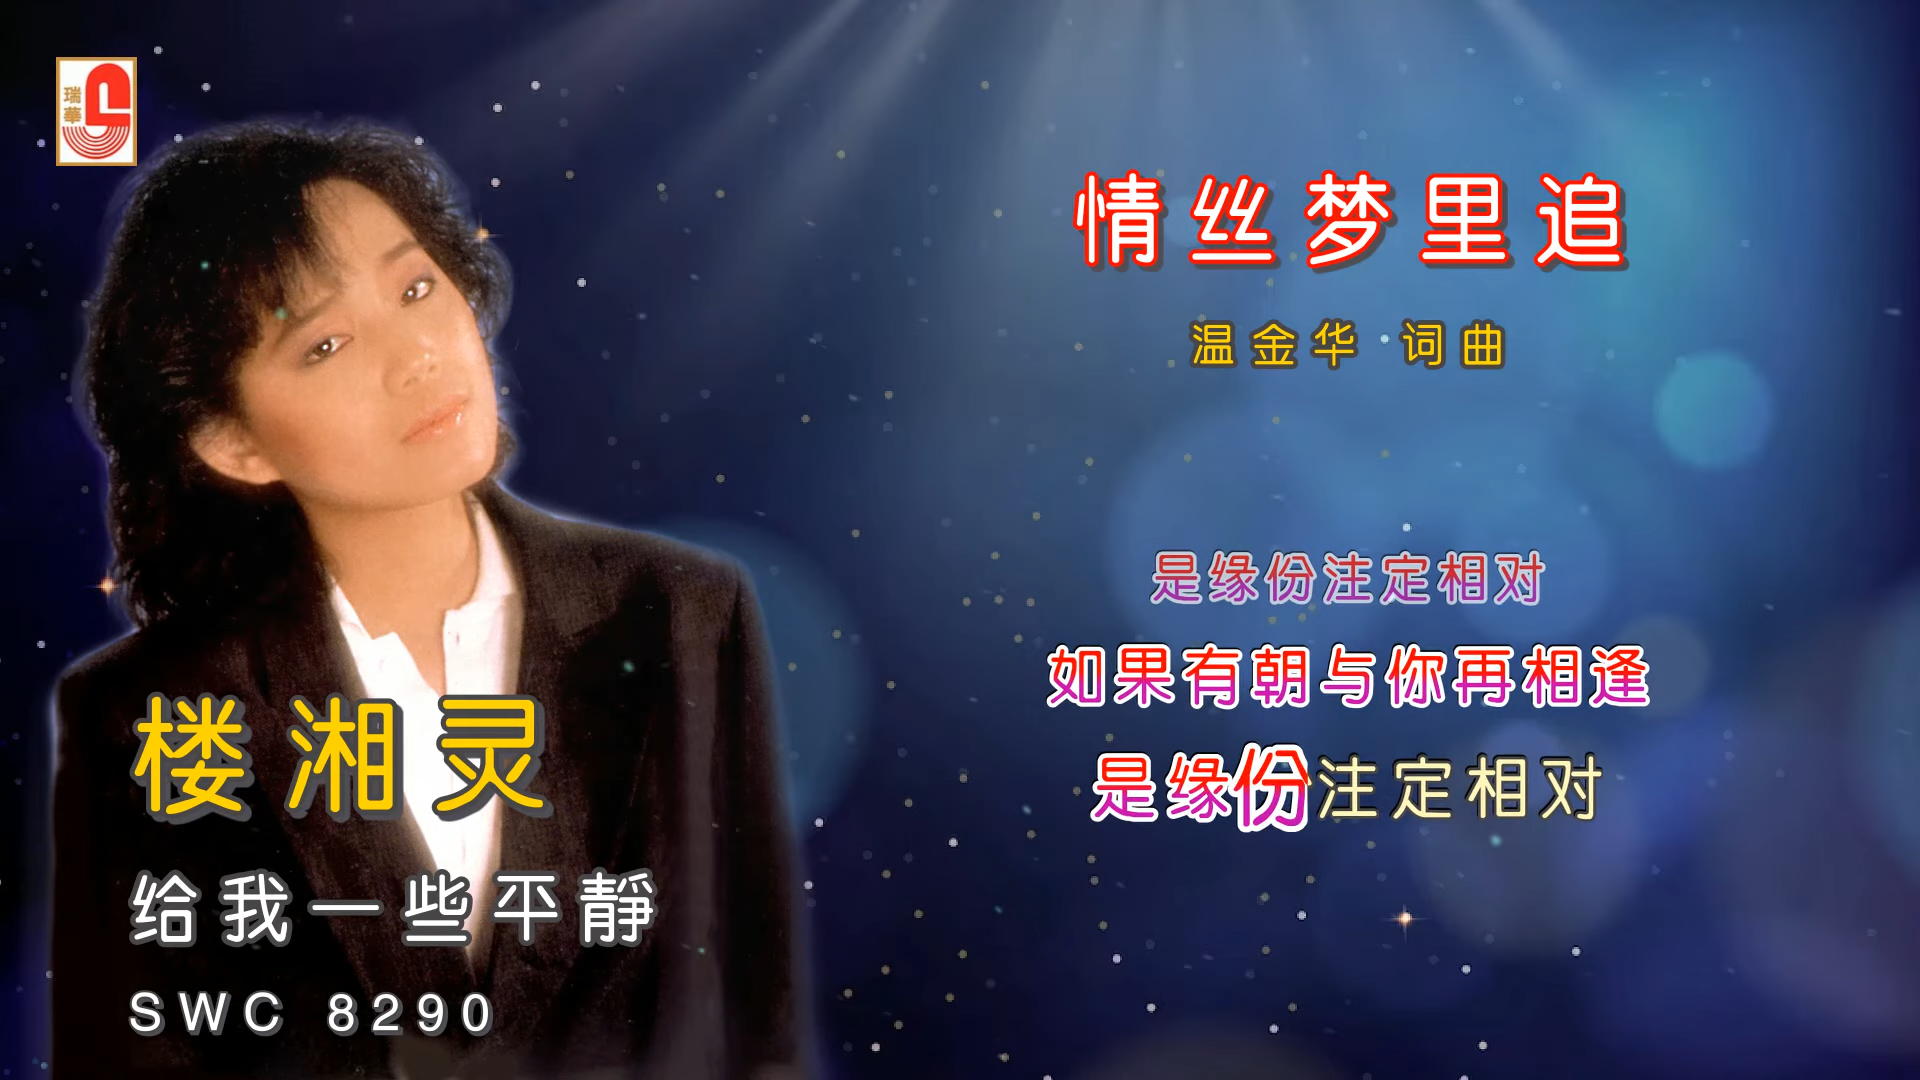 瑞
華
情丝梦里追
温金华 词曲
是缘份注定相对
如果有朝与你再相逢
是缘份注定相对
楼湘灵
给我一些平靜
SWC 8290